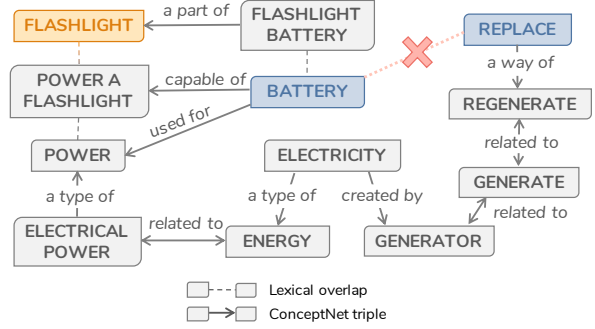 FLASHLIGHT
a part of
FLASHLIGHT
BATTERY
REPLACE
a way of
POWER A
FLASHLIGHT
capable of
BATTERY
REGENERATE
used for
related to
POWER
ELECTRICITY
GENERATE
a type of
a type of
created by
related to
ELECTRICAL
POWER
related to
ENERGY
GENERATOR
Lexical overlap
ConceptNet triple